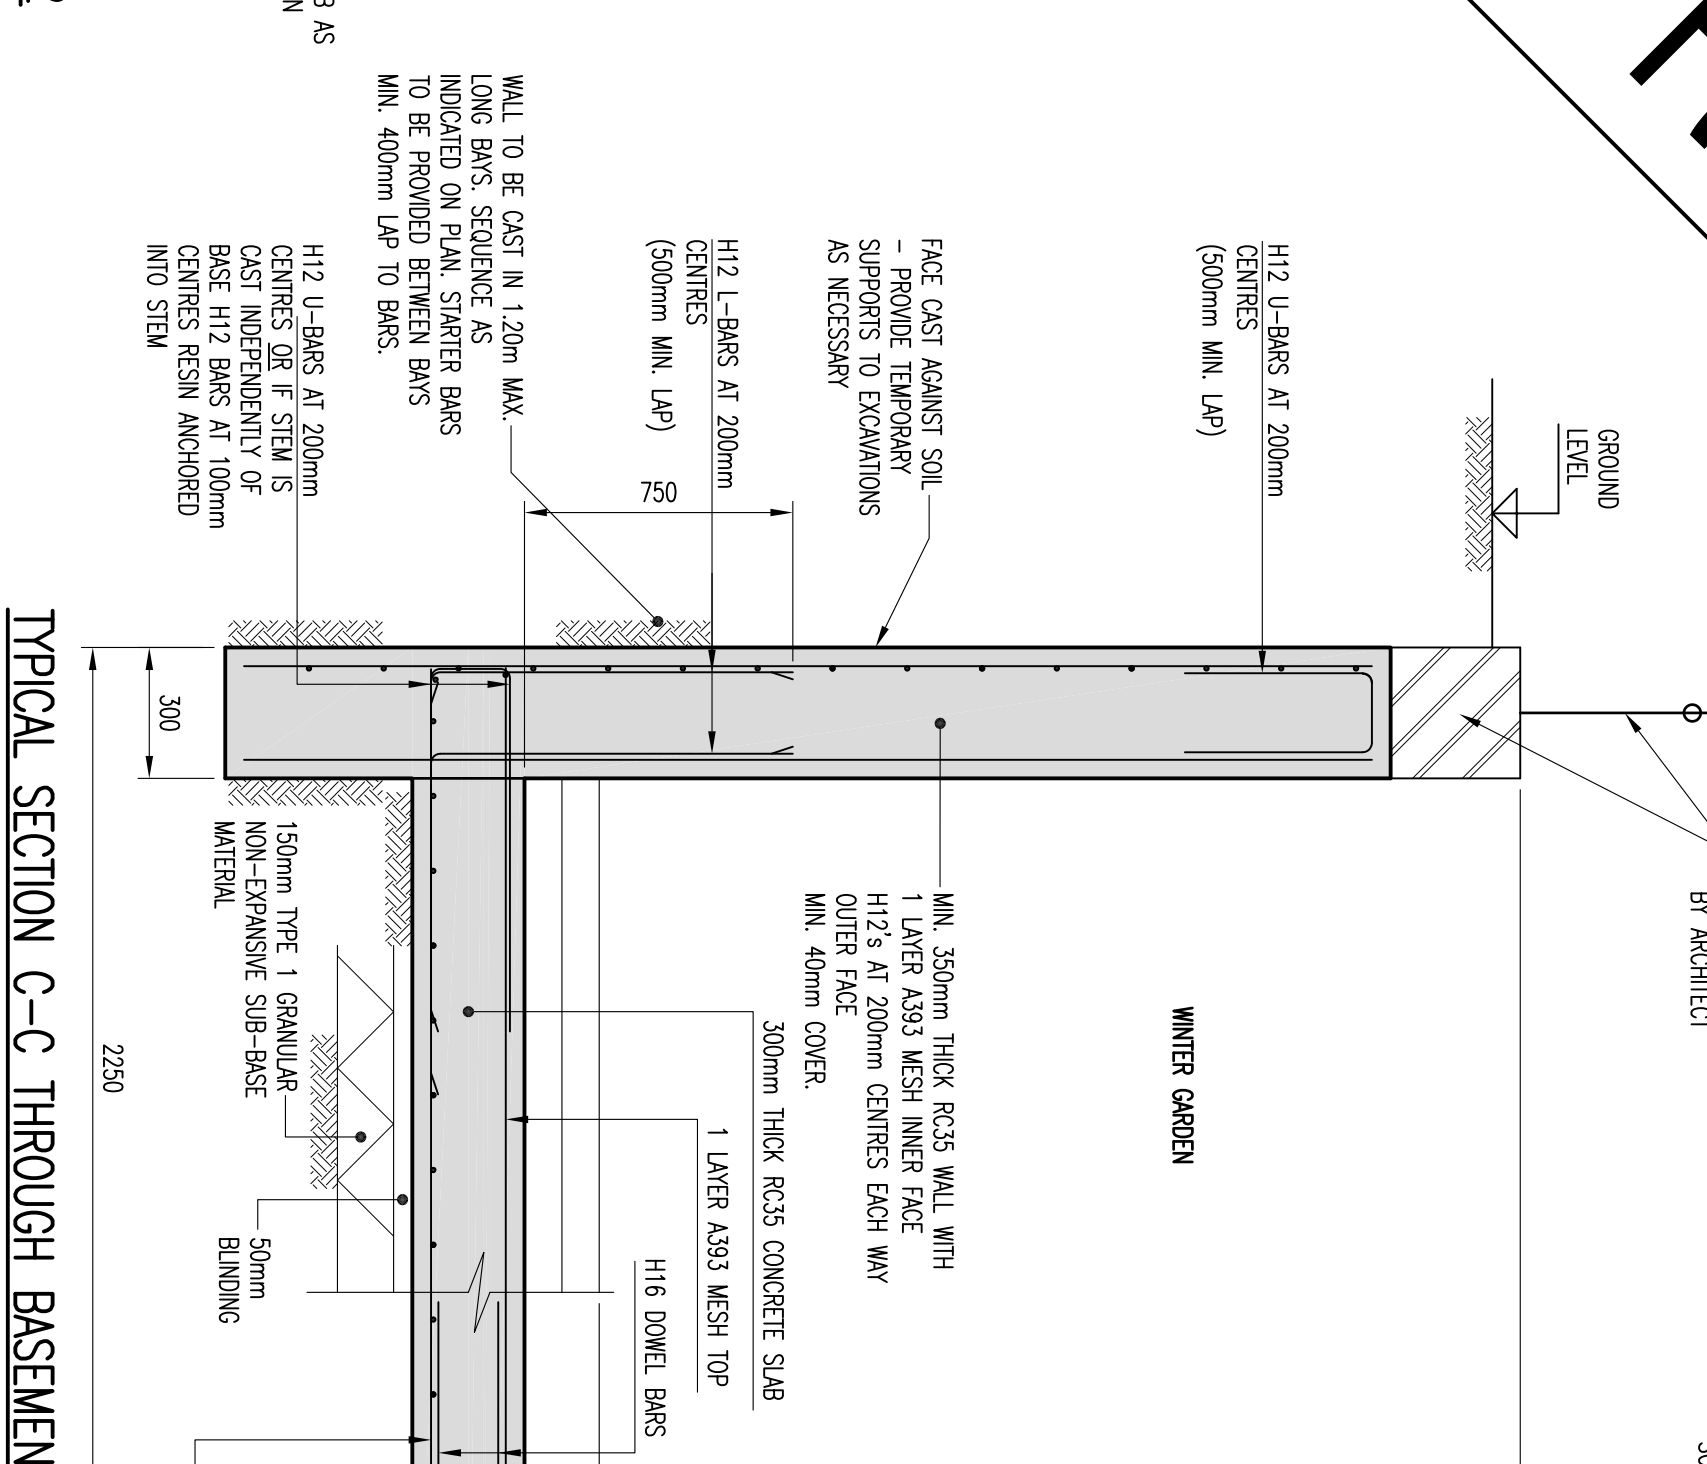 GROUND
LEVEL
BY ARCHITECT
H12 U-BARS AT 200mm
CENTRES
(500mm MIN. LAP)
WINTER GARDEN
FACE CAST AGAINST SOIL
- PROVIDE TEMPORARY
SUPPORTS TO EXCAVATIONS
AS NECESSARY
MIN. 350mm THICK RC35 WALL WITH
1 LAYER A393 MESH INNER FACE
H12's AT 200mm CENTRES EACH WAY
OUTER FACE
MIN. 40mm COVER.
H12 L-BARS AT 200mm
CENTRES
(500mm MIN. LAP)
750
300mm THICK RC35 CONCRETE SLAB
1 LAYER A393 MESH TOP
H16 DOWEL BARS
WALL TO BE CAST IN 1.20m MAX.
LONG BAYS. SEQUENCE AS
INDICATED ON PLAN. STARTER BARS
TO BE PROVIDED BETWEEN BAYS
MIN. 400mm LAP TO BARS.
B AS
N
H12 U-BARS AT 200mm
CENTRES OR IF STEM IS
CAST INDEPENDENTLY OF
BASE H12 BARS AT 100mm
CENTRES RESIN ANCHORED
INTO STEM
150mm TYPE 1 GRANULAR
NON-EXPANSIVE SUB-BASE
MATERIAL
50mm
BLINDING
300
2250
TYPICAL SECTION C-C THROUGH BASEMEN